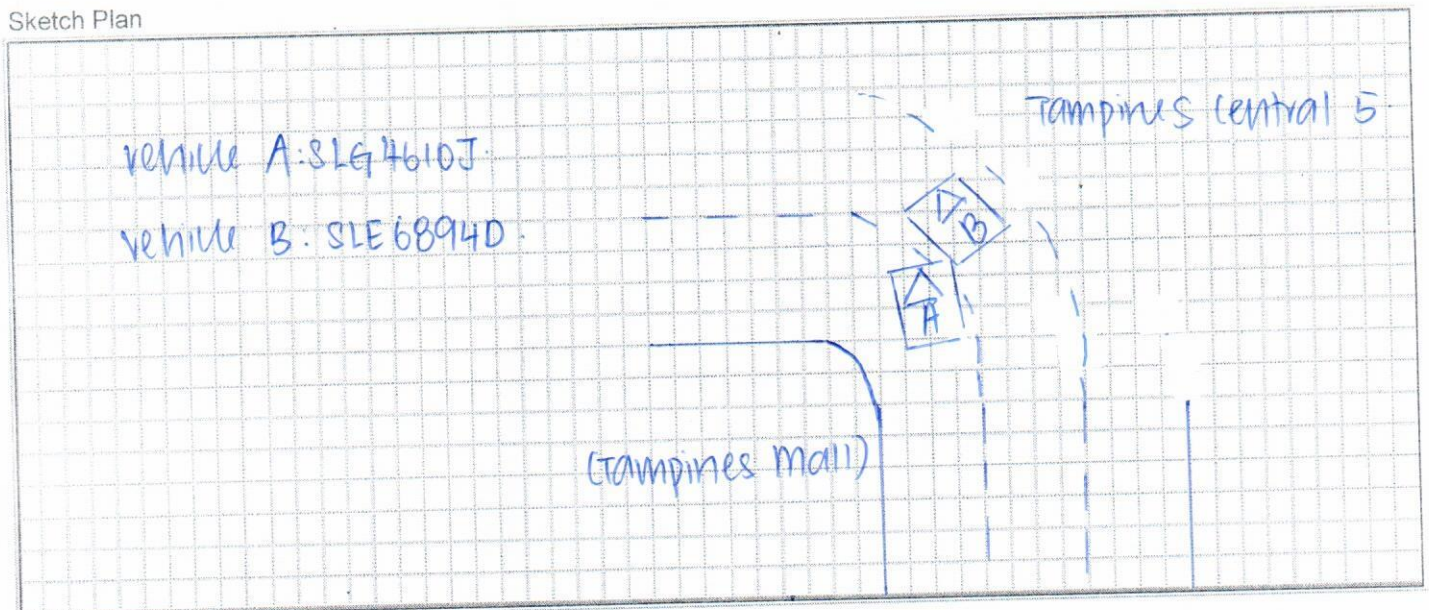 Sketch Plan
Tampines Central 5.
vehicle A: SLG4610J.
vehicle B: SLE6894D.
B
A
(Tampines Mall)